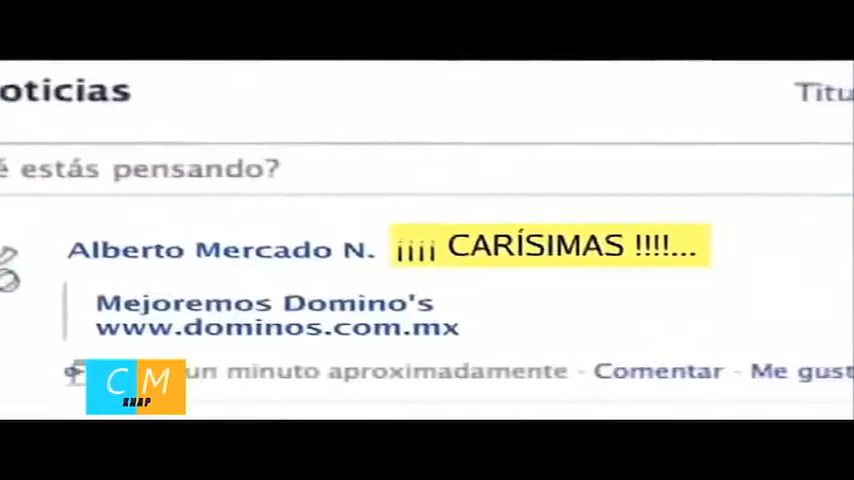 oticias
Titu
é estás pensando?
Alberto Mercado N. ¡¡¡¡ CARÍSIMAS !!!!...
Mejoremos Domino's
www.dominos.com.mx
un minuto aproximadamente · Comentar · Me gust
CM
KNAP